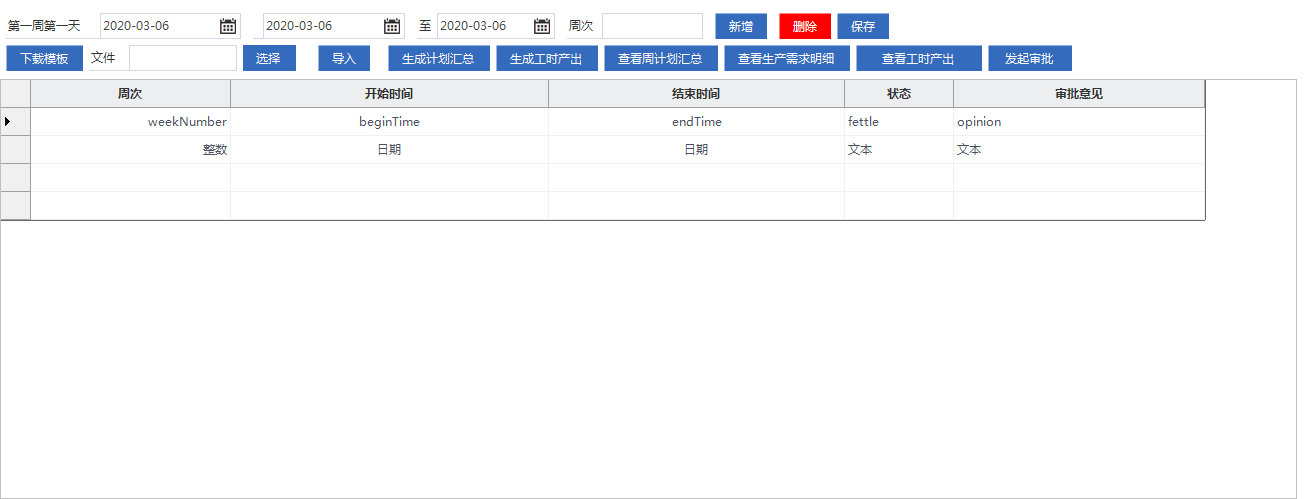 第一周第一天 2020-03-06 2020-03-06 至 2020-03-06 周次 新增 删除 保存
下载模板 文件 选择 导入 生成计划汇总 生成工时产出 查看周计划汇总 查看生产需求明细 查看工时产出 发起审批
周次 开始时间 结束时间 状态 审批意见
weekNumber beginTime endTime fettle opinion
整数 日期 日期 文本 文本